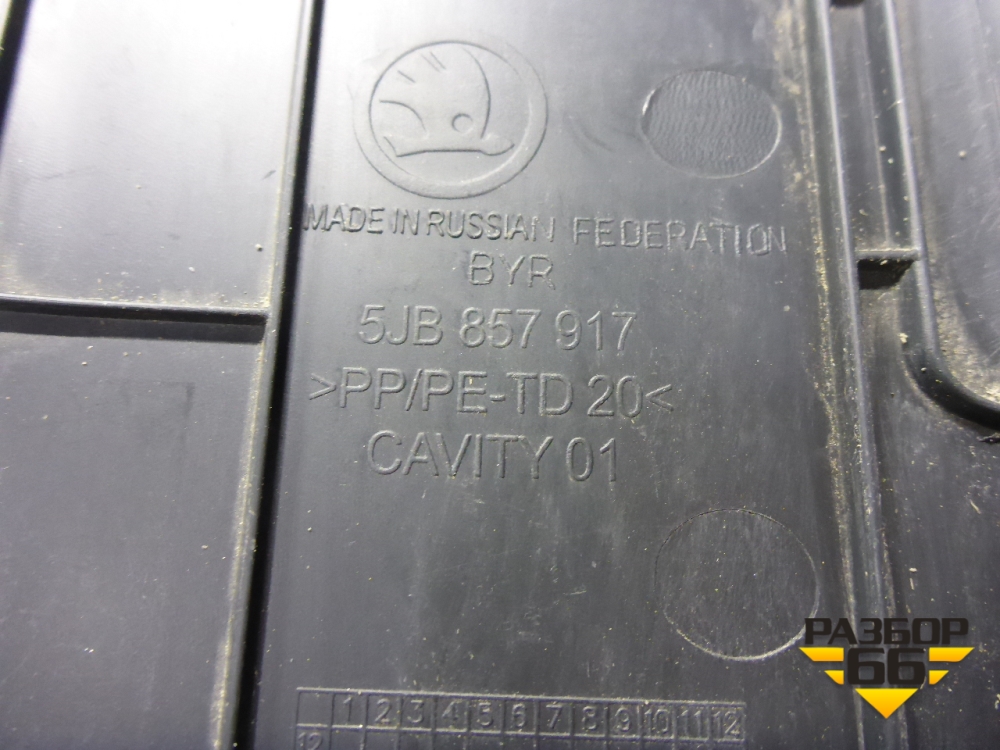 MADE IN RUSSIAN FEDERATION
BYR
5JB 857 917
>PP/PE-TD 20<
CAVITY 01
1 2 3 4 5 6 7 8 9 10 11 12
12
РАЗБОР
66